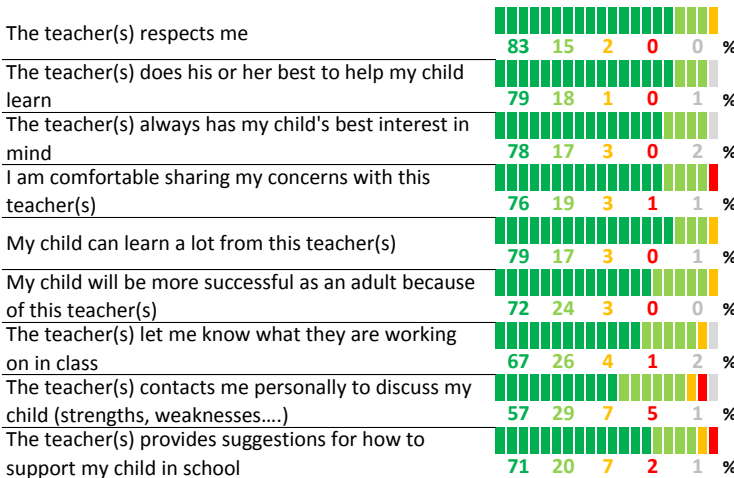 The teacher(s) respects me
83 15 2 0 0 %
The teacher(s) does his or her best to help my child
learn
79 18 1 0 1 %
The teacher(s) always has my child's best interest in
mind
78 17 3 0 2 %
I am comfortable sharing my concerns with this
teacher(s)
76 19 3 1 1 %
My child can learn a lot from this teacher(s)
79 17 3 0 1 %
My child will be more successful as an adult because
of this teacher(s)
72 24 3 0 0 %
The teacher(s) let me know what they are working
on in class
67 26 4 1 2 %
The teacher(s) contacts me personally to discuss my
child (strengths, weaknesses....)
57 29 7 5 1 %
The teacher(s) provides suggestions for how to
support my child in school
71 20 7 2 1 %